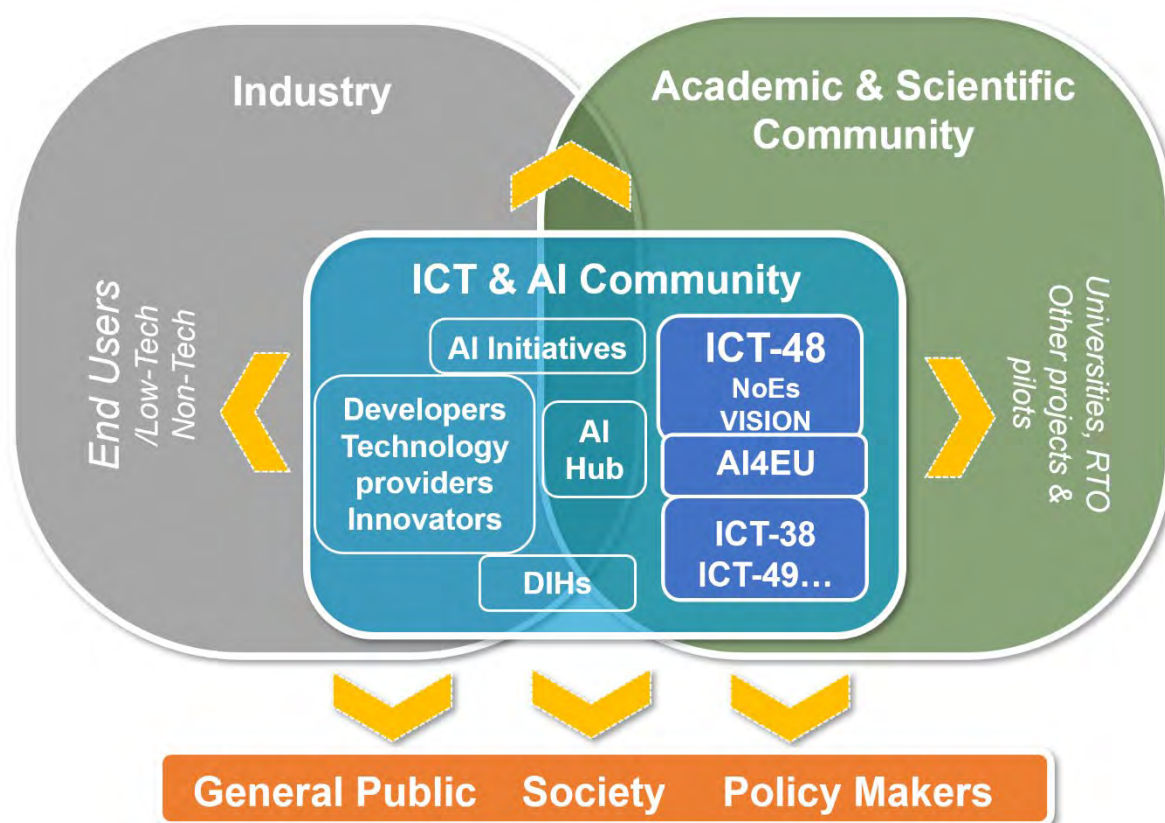 Industry
Academic & Scientific
Community
ICT & AI Community
End Users
/Low-Tech
Non-Tech
AI Initiatives
Developers
Technology
providers
Innovators
AI
Hub
DIHs
ICT-48
NoEs
VISION
AI4EU
ICT-38
ICT-49...
Universities, RTO
Other projects &
pilots
General Public Society Policy Makers